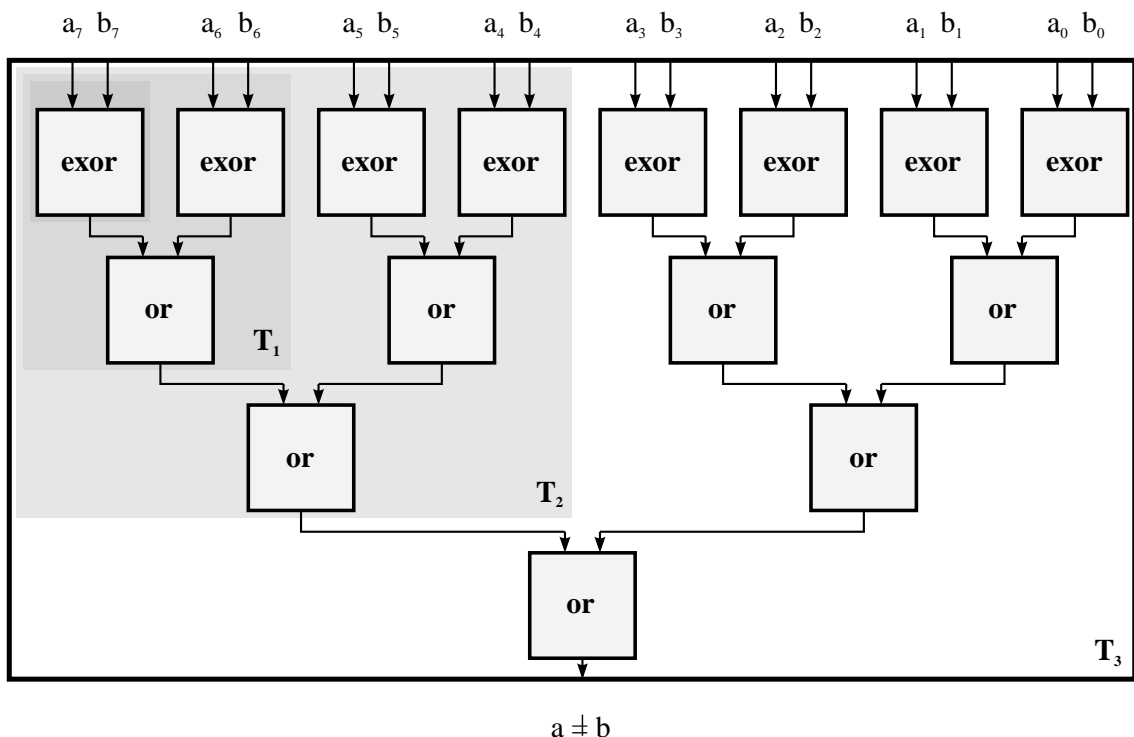 a₇ b₇ a₆ b₆ a₅ b₅ a₄ b₄ a₃ b₃ a₂ b₂ a₁ b₁ a₀ b₀
exor exor exor exor exor exor exor exor
or or or or
T₁
or or
T₂
or
T₃
a ≠ b